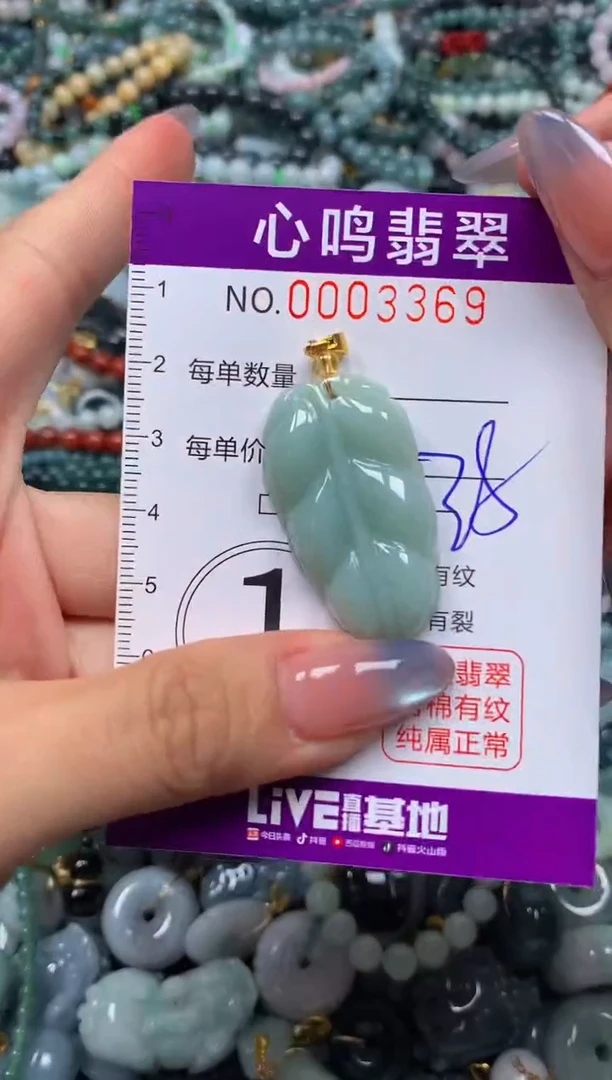 心鸣翡翠
NO.0003369
1
2
每单数量
3
每单价
4
5
有纹
1
有裂
翡翠
棉有纹
纯属正常
LiVE直播基地
今日头条 抖音 西瓜视频 抖音火山版